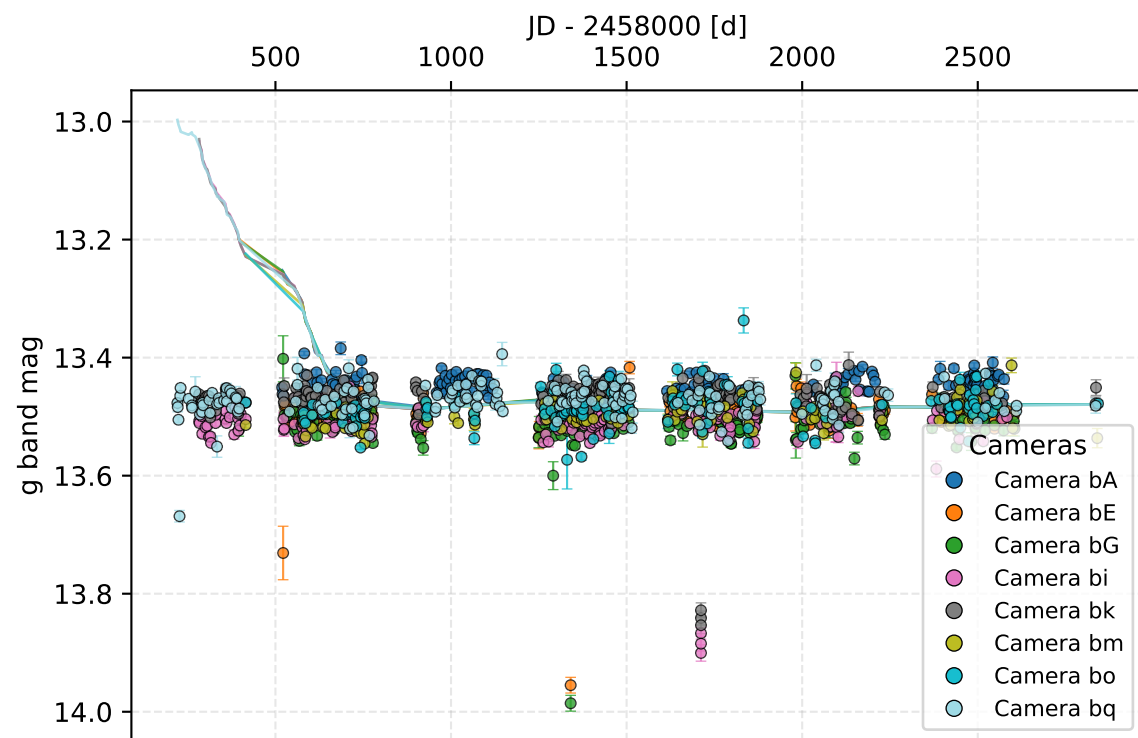 JD - 2458000 [d]
500 1000 1500 2000 2500
g band mag
13.0
13.2
13.4
13.6
13.8
14.0
Cameras
Camera bA
Camera bE
Camera bG
Camera bi
Camera bk
Camera bm
Camera bo
Camera bq